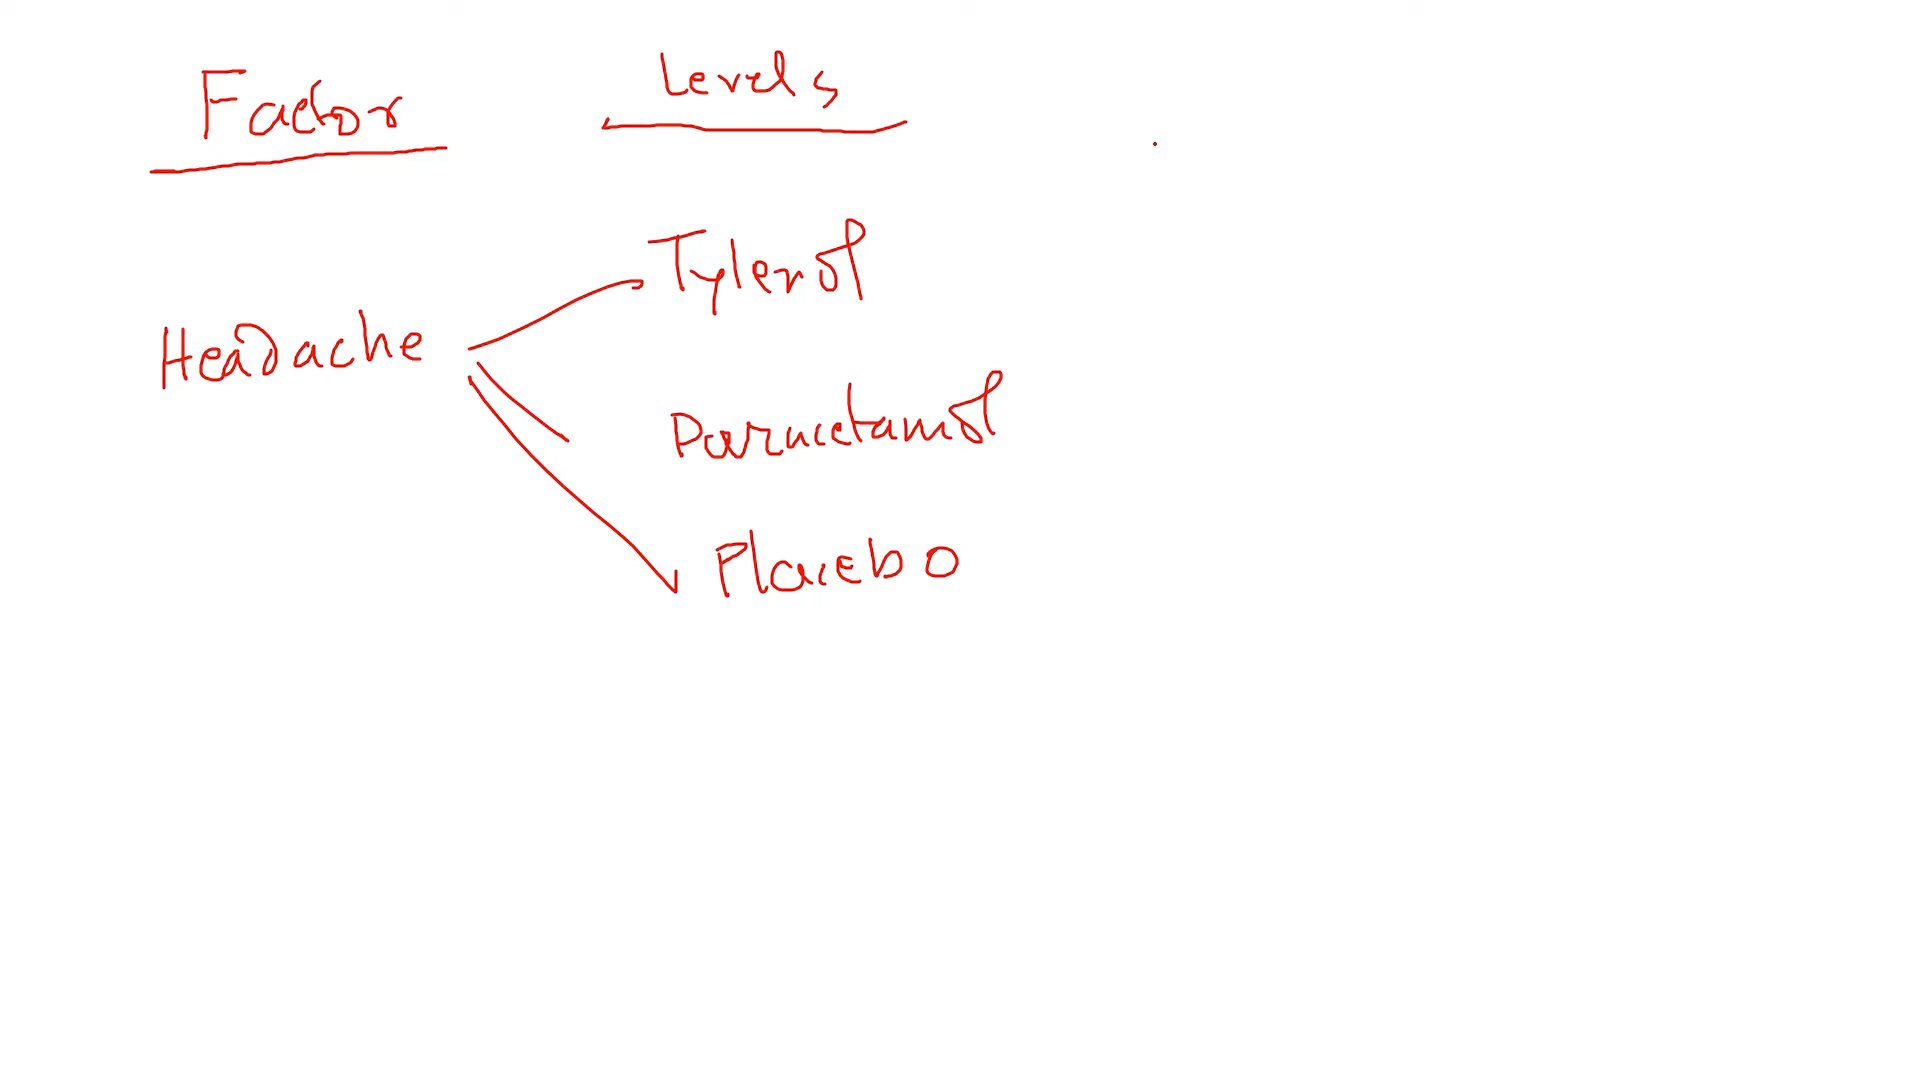 Factor
Levels
Tylenol
Headache
Paracetamol
Placebo